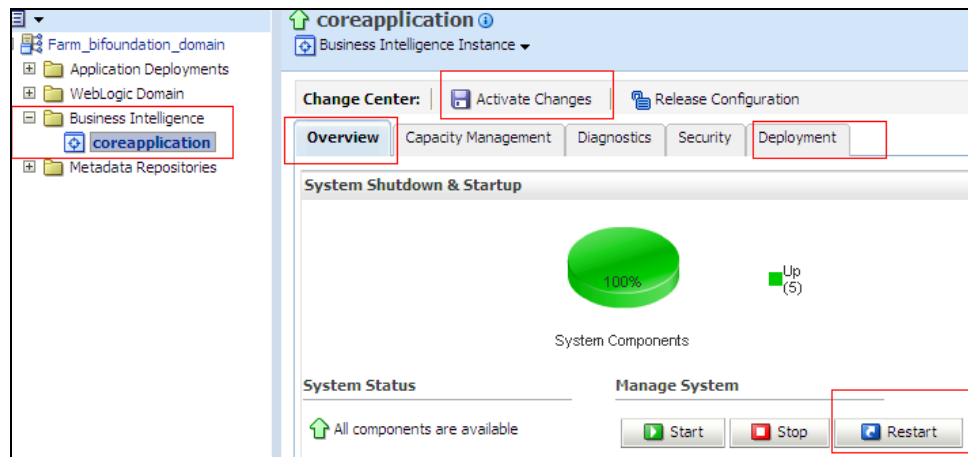 coreapplication
Business Intelligence Instance
Farm_bifoundation_domain
Application Deployments
WebLogic Domain
Business Intelligence
coreapplication
Metadata Repositories
Change Center: Activate Changes Release Configuration
Overview Capacity Management Diagnostics Security Deployment
System Shutdown & Startup
100%
Up
(5)
System Components
System Status Manage System
All components are available Start Stop Restart